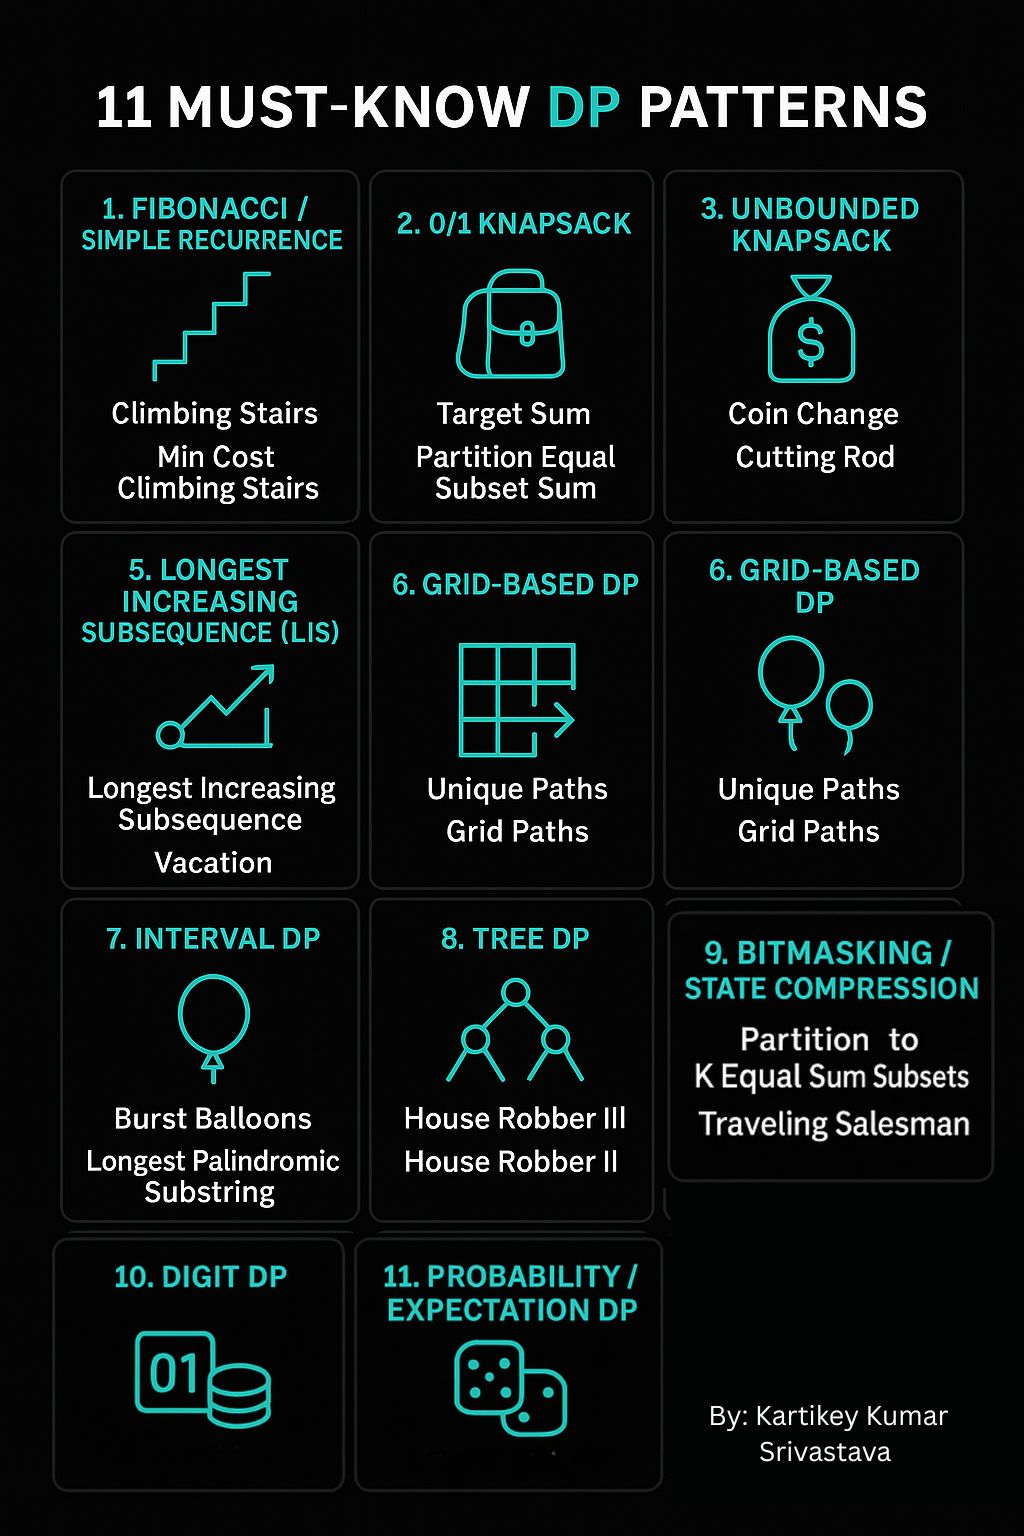 11 MUST-KNOW DP PATTERNS
1. FIBONACCI /
SIMPLE RECURRENCE
Climbing Stairs
Min Cost
Climbing Stairs
2. 0/1 KNAPSACK
Target Sum
Partition Equal
Subset Sum
3. UNBOUNDED
KNAPSACK
$
Coin Change
Cutting Rod
5. LONGEST
INCREASING
SUBSEQUENCE (LIS)
Longest Increasing
Subsequence
Vacation
6. GRID-BASED DP
Unique Paths
Grid Paths
6. GRID-BASED
DP
Unique Paths
Grid Paths
7. INTERVAL DP
Burst Balloons
Longest Palindromic
Substring
8. TREE DP
House Robber III
House Robber II
9. BITMASKING /
STATE COMPRESSION
Partition to
K Equal Sum Subsets
Traveling Salesman
10. DIGIT DP
01
11. PROBABILITY /
EXPECTATION DP
By: Kartikey Kumar
Srivastava